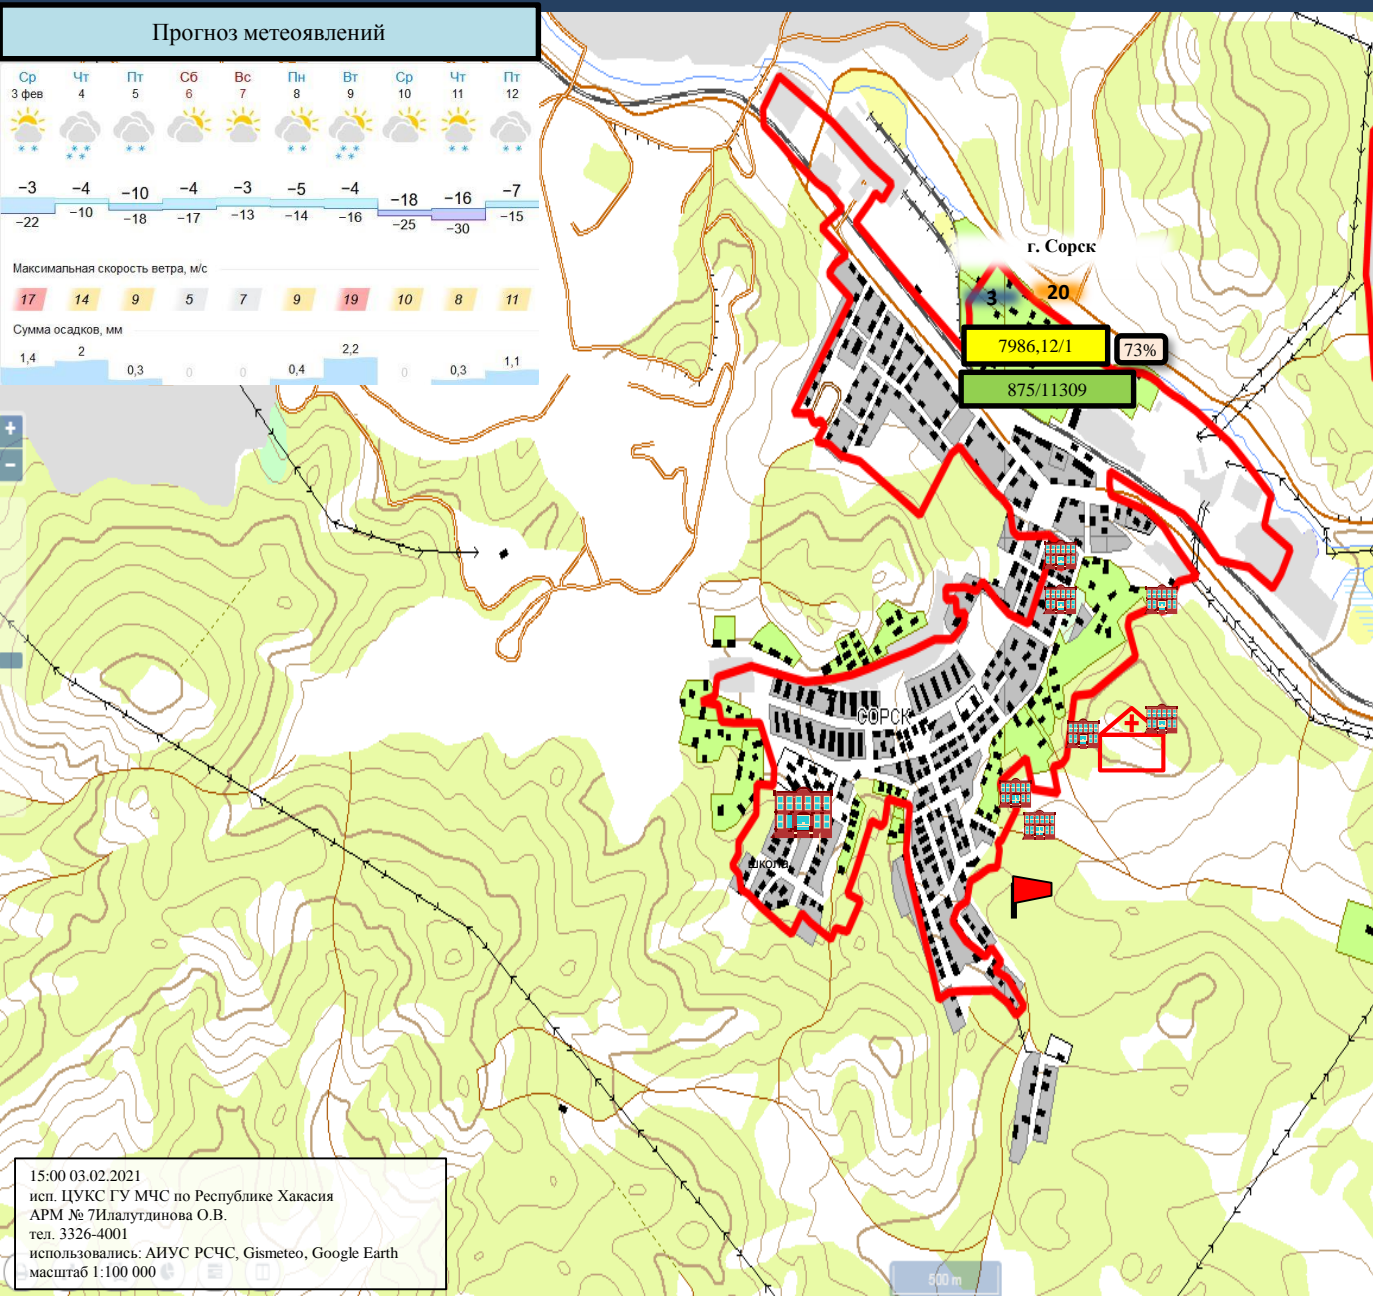 Прогноз метеоявлений
Ср Чт Пт Сб Вс Пн Вт Ср Чт Пт
3 фев 4 5 6 7 8 9 10 11 12
−3 −4 −10 −4 −3 −5 −4 −18 −16 −7
−22 −10 −18 −17 −13 −14 −16 −25 −30 −15
Максимальная скорость ветра, м/с
17 14 9 5 7 9 19 10 8 11
Сумма осадков, мм
1,4 2 0,3 0 0 0,4 2,2 0 0,3 1,1
+
−
г. Сорск
3 20
7986,12/1 73%
875/11309
СОРСК
школа
15:00 03.02.2021
исп. ЦУКС ГУ МЧС по Республике Хакасия
АРМ № 7Илалутдинова О.В.
тел. 3326-4001
использовались: АИУС РСЧС, Gismeteo, Google Earth
масштаб 1:100 000
500 m